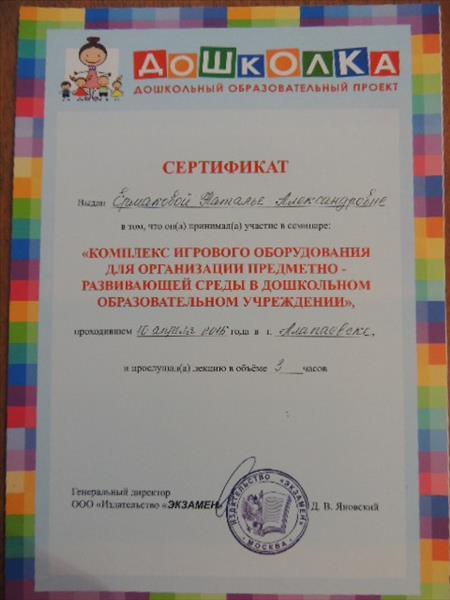 ДОШКОЛКА
ДОШКОЛЬНЫЙ ОБРАЗОВАТЕЛЬНЫЙ ПРОЕКТ
СЕРТИФИКАТ
Выдан Ермаковой Наталье Александровне
в том, что он(а) принимал(а) участие в семинаре:
«КОМПЛЕКС ИГРОВОГО ОБОРУДОВАНИЯ
ДЛЯ ОРГАНИЗАЦИИ ПРЕДМЕТНО -
РАЗВИВАЮЩЕЙ СРЕДЫ В ДОШКОЛЬНОМ
ОБРАЗОВАТЕЛЬНОМ УЧРЕЖДЕНИИ»,
проходившем 10 апреля 2015 года в г. Алапаевске,
и прослушал(а) лекцию в объёме 3 часов
Генеральный директор
ООО «Издательство «ЭКЗАМЕН»
Д. В. Яновский
ИЗДАТЕЛЬСТВО «ЭКЗАМЕН»
МОСКВА